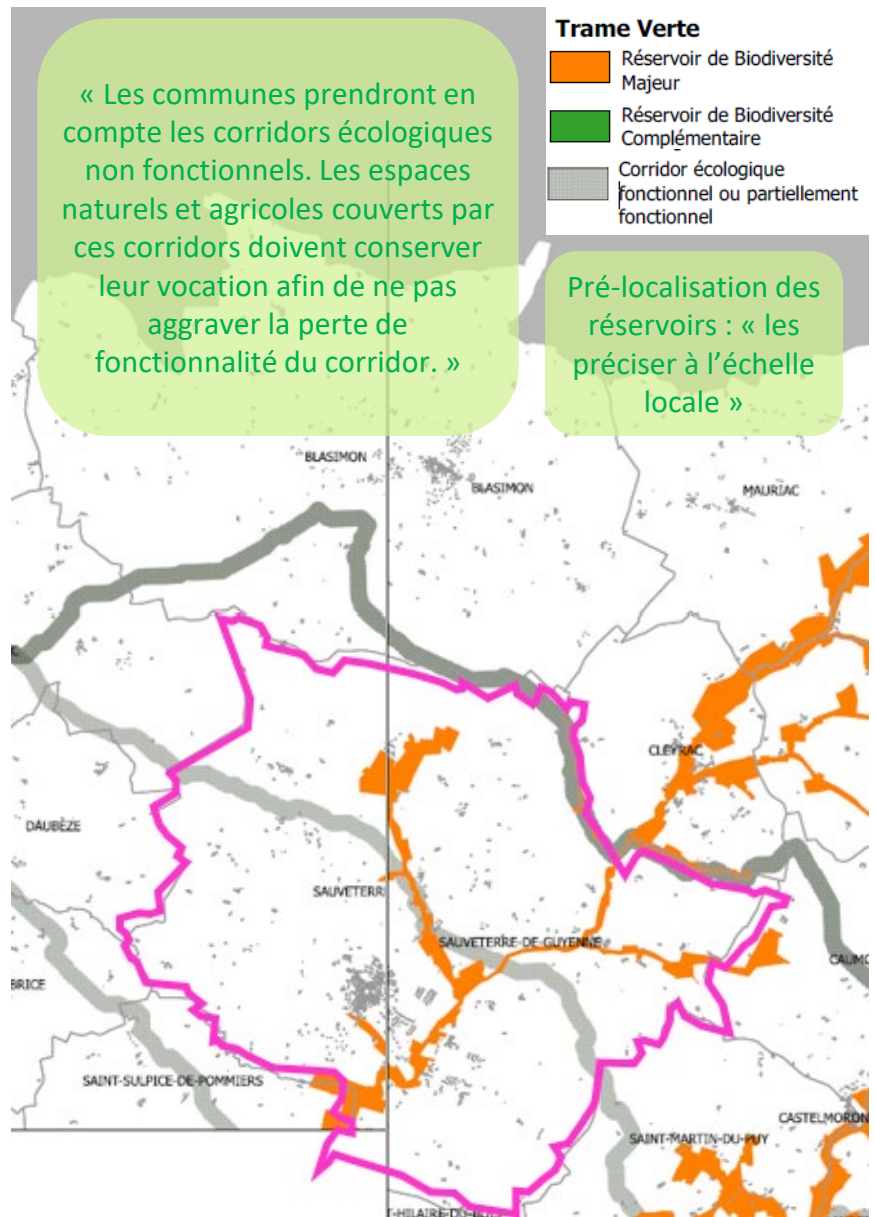 « Les communes prendront en
compte les corridors écologiques
non fonctionnels. Les espaces
naturels et agricoles couverts par
ces corridors doivent conserver
leur vocation afin de ne pas
aggraver la perte de
fonctionnalité du corridor. »
Trame Verte
Réservoir de Biodiversité
Majeur
Réservoir de Biodiversité
Complémentaire
Corridor écologique
fonctionnel ou partiellement
fonctionnel
Pré-localisation des
réservoirs : « les
préciser à l'échelle
locale »
BLASIMON
BLASIMON
MAURIAC
CLEYRAC
DAUBÈZE
SAUVETERR
SAUVETERRE-DE-GUYENNE
CAUMO
BRICE
SAINT-SULPICE-DE-POMMIERS
CASTELMORON
SAINT-MARTIN-DU-PUY